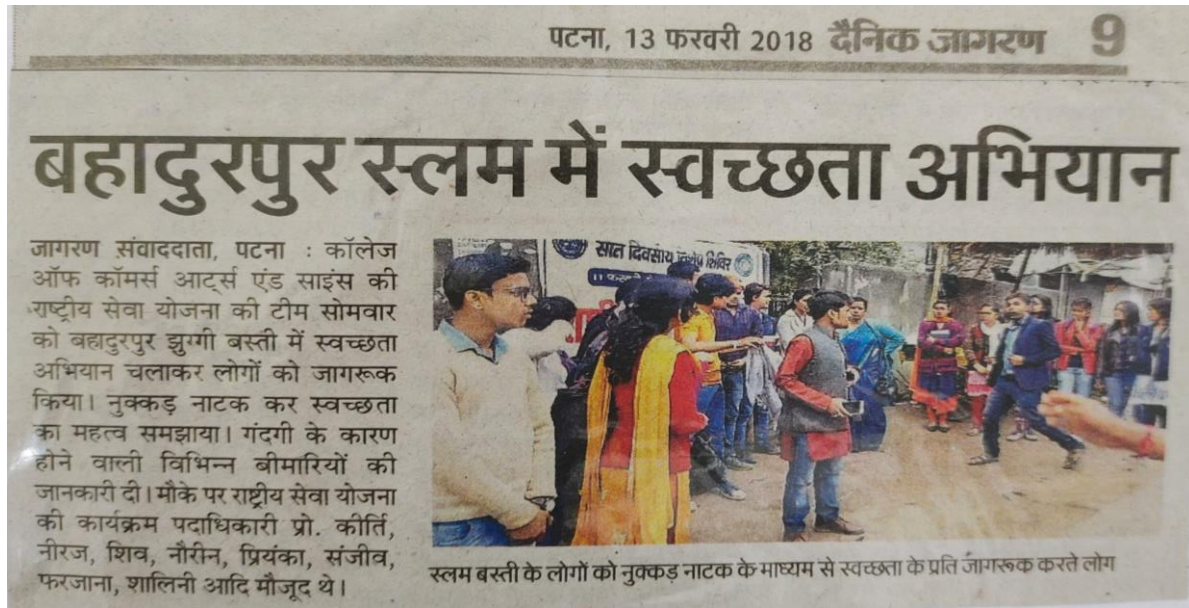 पटना, 13 फरवरी 2018 दैनिक जागरण 9
बहादुरपुर स्लम में स्वच्छता अभियान
जागरण संवाददाता, पटना : कॉलेज
ऑफ कॉमर्स आर्ट्स एंड साइंस की
राष्ट्रीय सेवा योजना की टीम सोमवार
को बहादुरपुर झुग्गी बस्ती में स्वच्छता
अभियान चलाकर लोगों को जागरूक
किया। नुक्कड़ नाटक कर स्वच्छता
का महत्व समझाया। गंदगी के कारण
होने वाली विभिन्न बीमारियों की
जानकारी दी। मौके पर राष्ट्रीय सेवा योजना
की कार्यक्रम पदाधिकारी प्रो. कीर्ति,
नीरज, शिव, नौरीन, प्रियंका, संजीव,
फरजाना, शालिनी आदि मौजूद थे।
सात दिवसीय शिविर
स्लम बस्ती के लोगों को नुक्कड़ नाटक के माध्यम से स्वच्छता के प्रति जागरूक करते लोग